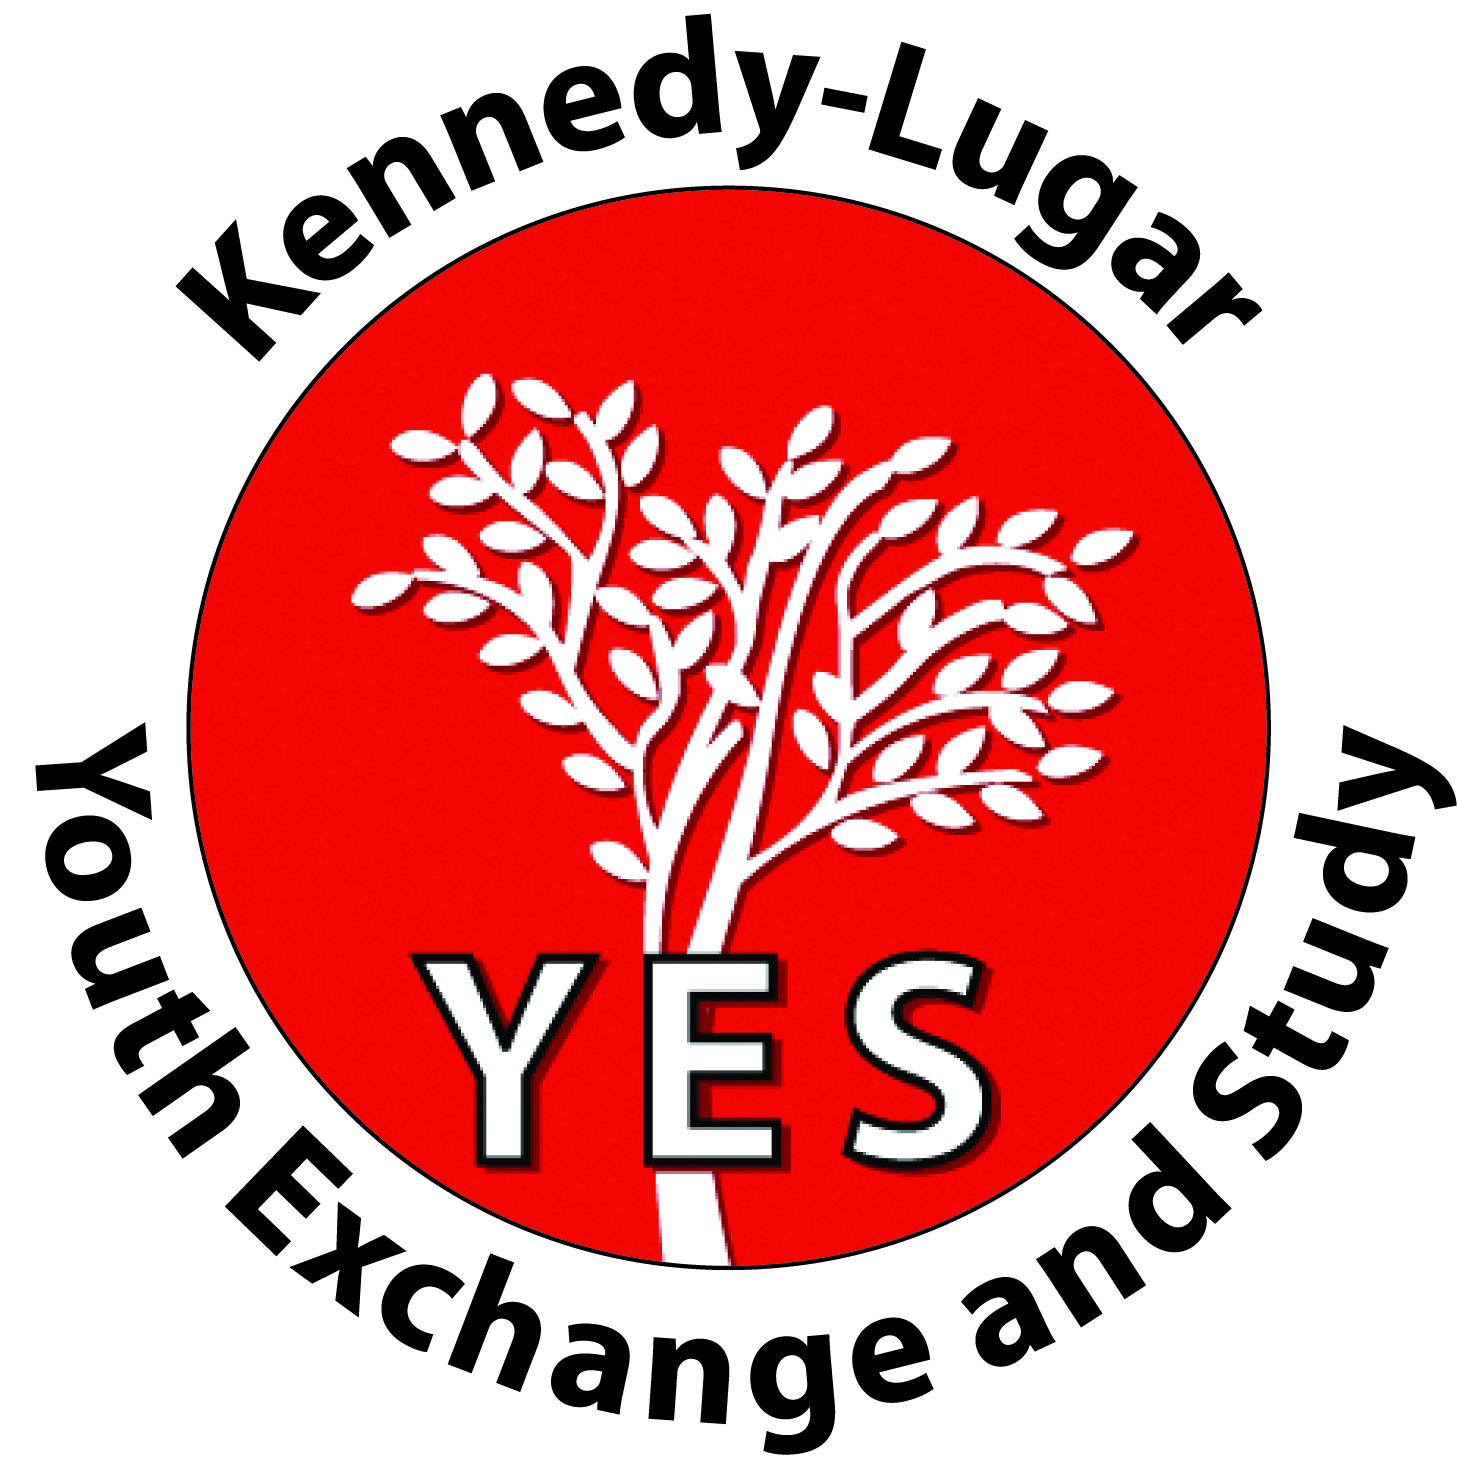 Kennedy-Lugar
YES
Youth Exchange and Study